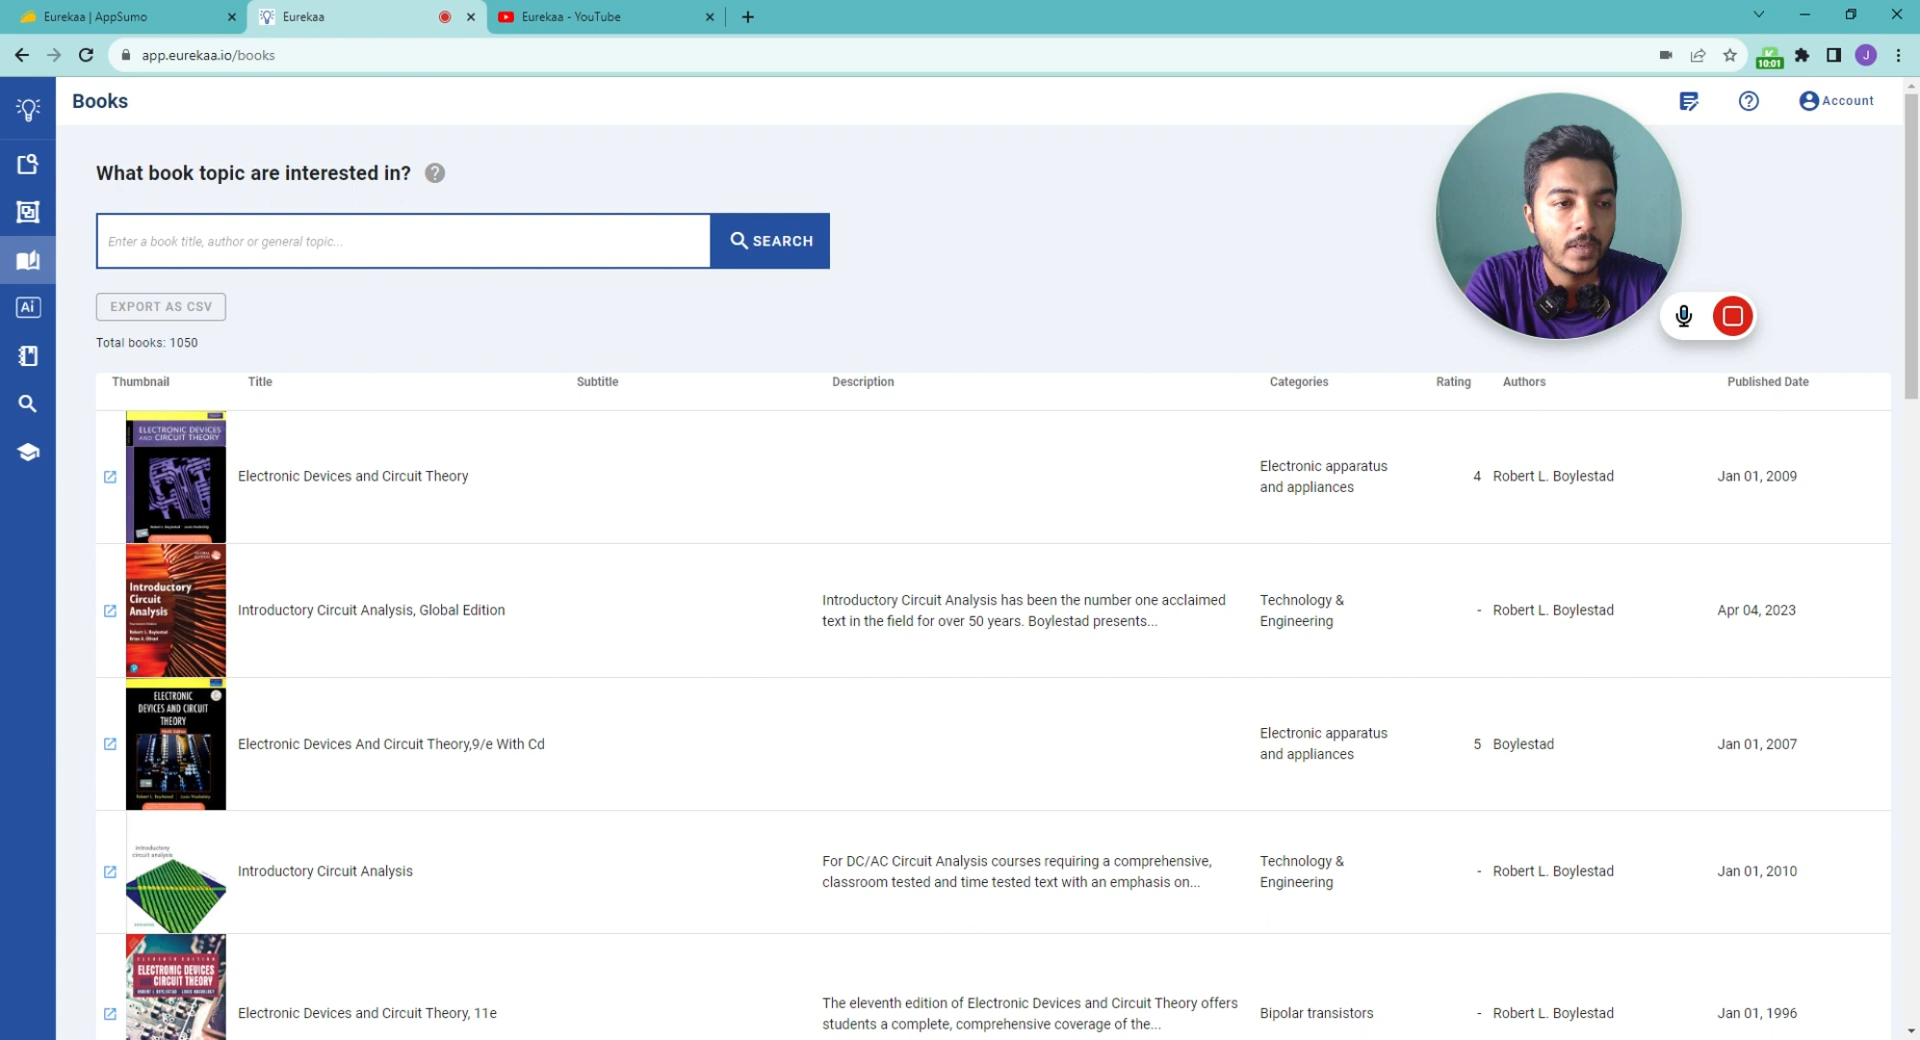 Eurekaa | AppSumo
Eurekaa
Eurekaa - YouTube
app.eurekaa.io/books
10:01
J
Books
Account
What book topic are interested in?
Enter a book title, author or general topic...
SEARCH
EXPORT AS CSV
Total books: 1050
Thumbnail Title Subtitle Description Categories Rating Authors Published Date
ELECTRONIC DEVICES
AND CIRCUIT THEORY
Electronic Devices and Circuit Theory
Electronic apparatus
and appliances
4 Robert L. Boylestad Jan 01, 2009
Introductory
Circuit
Analysis
Introductory Circuit Analysis, Global Edition
Introductory Circuit Analysis has been the number one acclaimed
text in the field for over 50 years. Boylestad presents...
Technology &
Engineering
- Robert L. Boylestad Apr 04, 2023
ELECTRONIC
DEVICES AND CIRCUIT
THEORY
Electronic Devices And Circuit Theory,9/e With Cd
Electronic apparatus
and appliances
5 Boylestad Jan 01, 2007
Ai
introductory
circuit analysis
Introductory Circuit Analysis
For DC/AC Circuit Analysis courses requiring a comprehensive,
classroom tested and time tested text with an emphasis on...
Technology &
Engineering
- Robert L. Boylestad Jan 01, 2010
ELECTRONIC DEVICES
AND CIRCUIT THEORY
Electronic Devices and Circuit Theory, 11e
The eleventh edition of Electronic Devices and Circuit Theory offers
students a complete, comprehensive coverage of the...
Bipolar transistors
- Robert L. Boylestad Jan 01, 1996